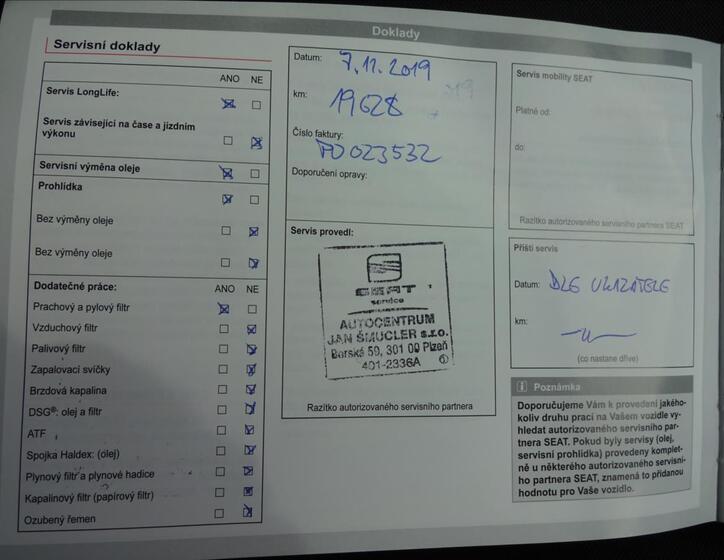 Doklady
Servisní doklady
ANO NE
Servis LongLife:
Servis závisející na čase a jízdním
výkonu
Servisní výměna oleje
Prohlídka
Bez výměny oleje
Bez výměny oleje
Dodatečné práce: ANO NE
Prachový a pylový filtr
Vzduchový filtr
Palivový filtr
Zapalovací svíčky
Brzdová kapalina
DSG®: olej a filtr
ATF
Spojka Haldex: (olej)
Plynový filtr a plynové hadice
Kapalinový filtr (papírový filtr)
Ozubený řemen
Datum: 7.11.2019
km: 19628
Číslo faktury:
PO023532
Doporučení opravy:
Servis provedl:
SEAT
service
AUTOCENTRUM
JAN ŠMUCLER s.r.o.
Borská 59, 301 00 Plzeň
401-2336A 1
Razítko autorizovaného servisního partnera
Servis mobility SEAT
Platné od:
do:
Razítko autorizovaného servisního partnera SEAT
Příští servis
Datum: DLE UKAZATELE
km:
(co nastane dříve)
i Poznámka
Doporučujeme Vám k provedení jakého-
koliv druhu prací na Vašem vozidle vy-
hledat autorizovaného servisního par-
tnera SEAT. Pokud byly servisy (olej,
servisní prohlídka) provedeny komplet-
ně u některého autorizovaného servisní-
ho partnera SEAT, znamená to přidanou
hodnotu pro Vaše vozidlo.